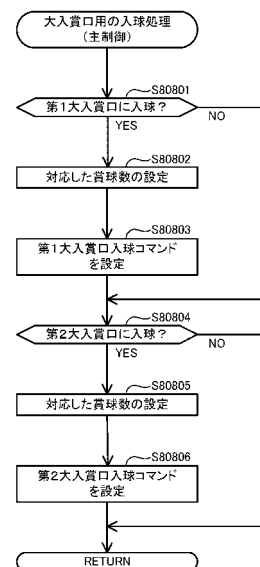 大入賞口用の入球処理
(主制御)
S80801
第1大入賞口に入球?
NO
YES
S80802
対応した賞球数の設定
S80803
第1大入賞口入球コマンド
を設定
S80804
第2大入賞口に入球?
NO
YES
S80805
対応した賞球数の設定
S80806
第2大入賞口入球コマンド
を設定
RETURN